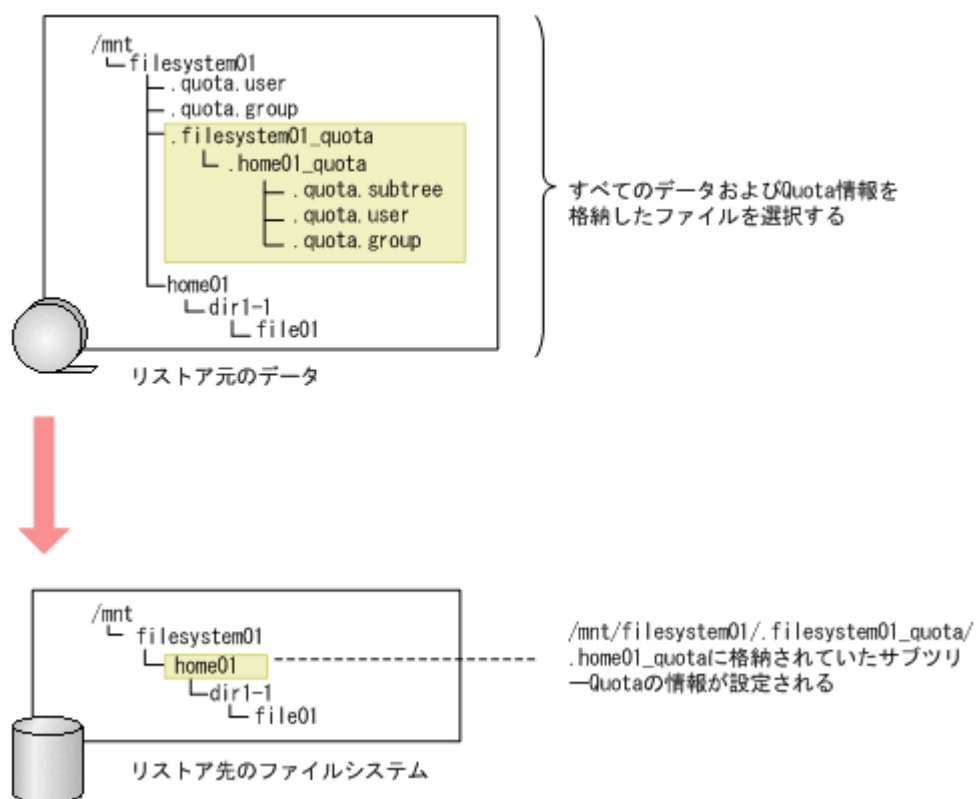 /mnt
filesystem01
.quota.user
.quota.group
.filesystem01_quota
.home01_quota
.quota.subtree
.quota.user
.quota.group
home01
dir1-1
file01
すべてのデータおよびQuota情報を
格納したファイルを選択する
リストア元のデータ
/mnt
filesystem01
home01
dir1-1
file01
/mnt/filesystem01/.filesystem01_quota/
.home01_quotaに格納されていたサブツリ
ーQuotaの情報が設定される
リストア先のファイルシステム